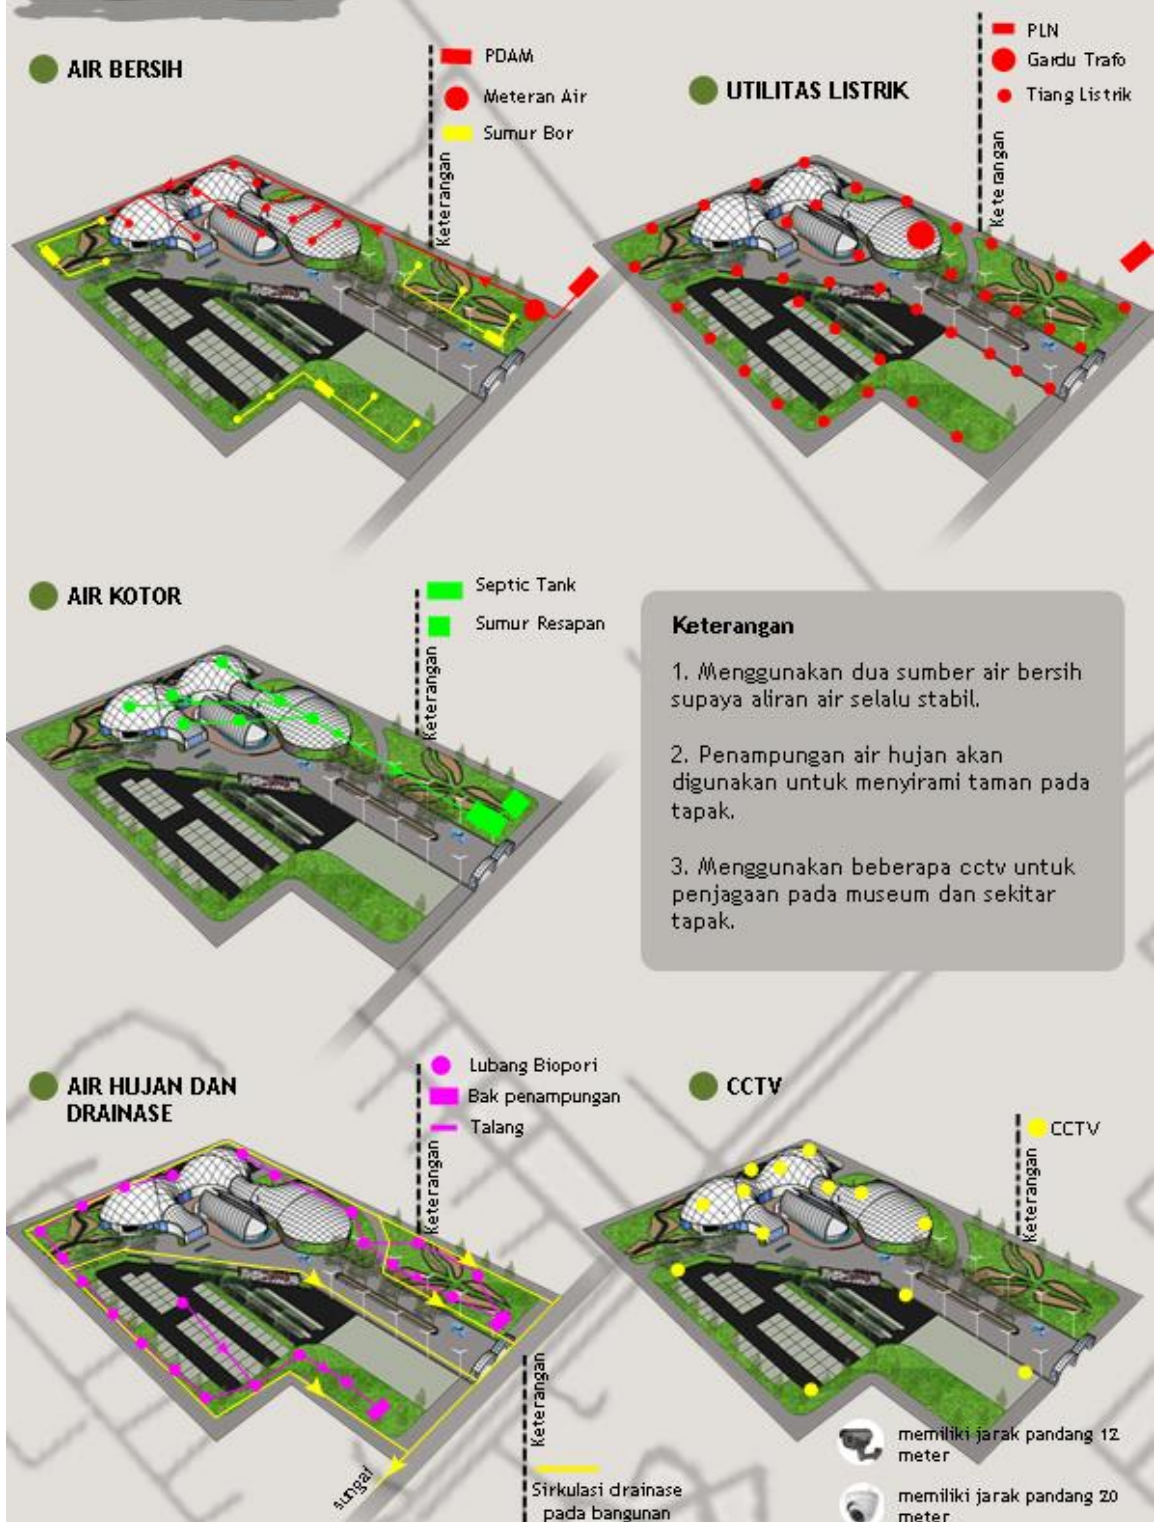 AIR BERSIH
PDAM
Meteran Air
Sumur Bor
Keterangan
UTILITAS LISTRIK
PLN
Gardu Trafo
Tiang Listrik
Keterangan
AIR KOTOR
Septic Tank
Sumur Resapan
Keterangan
Keterangan
1. Menggunakan dua sumber air bersih
supaya aliran air selalu stabil.
2. Penampungan air hujan akan
digunakan untuk menyirami taman pada
tapak.
3. Menggunakan beberapa cctv untuk
penjagaan pada museum dan sekitar
tapak.
AIR HUJAN DAN
DRAINASE
Lubang Biopori
Bak penampungan
Talang
Keterangan
sungai
Keterangan
Sirkulasi drainase
pada bangunan
CCTV
CCTV
Keterangan
memiliki jarak pandang 12
meter
memiliki jarak pandang 20
meter